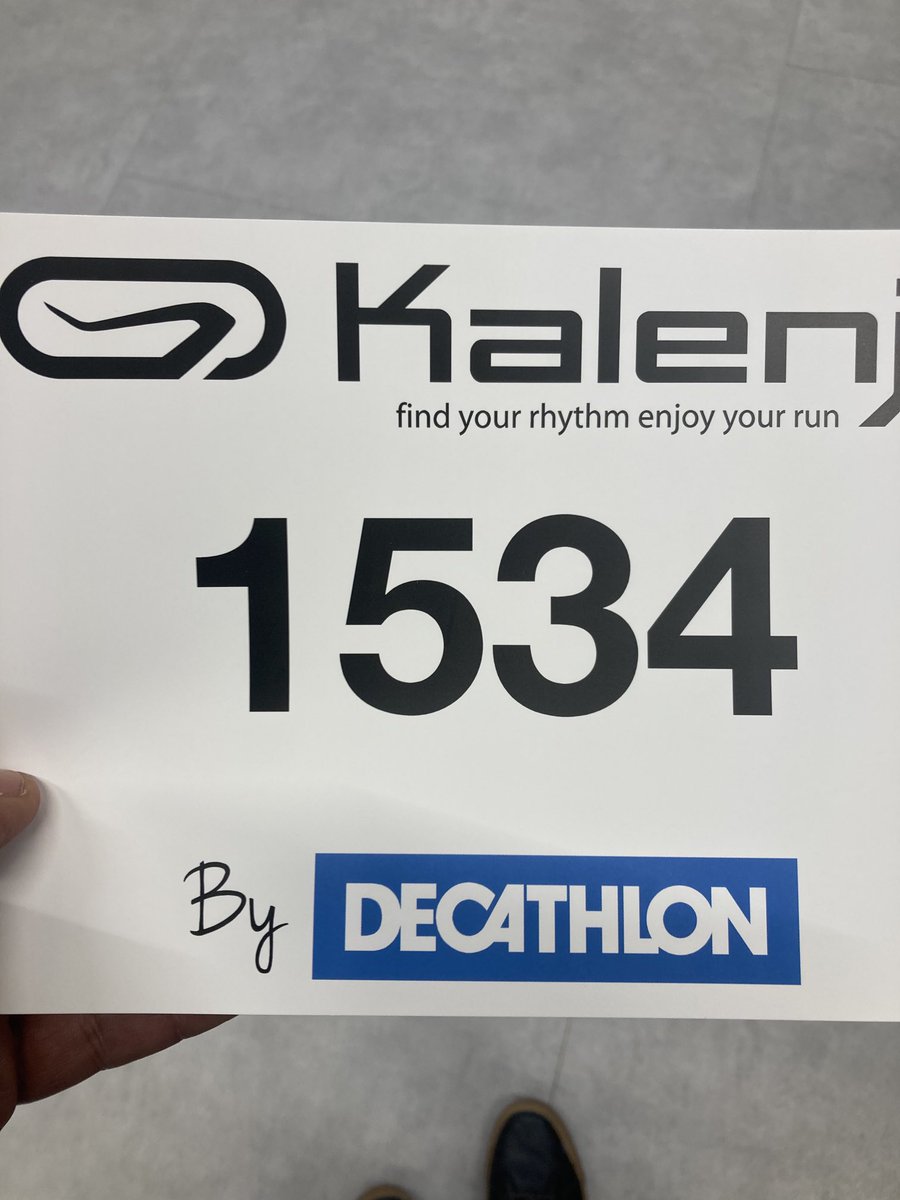 Kalenj
find your rhythm enjoy your run
1534
By DECATHLON